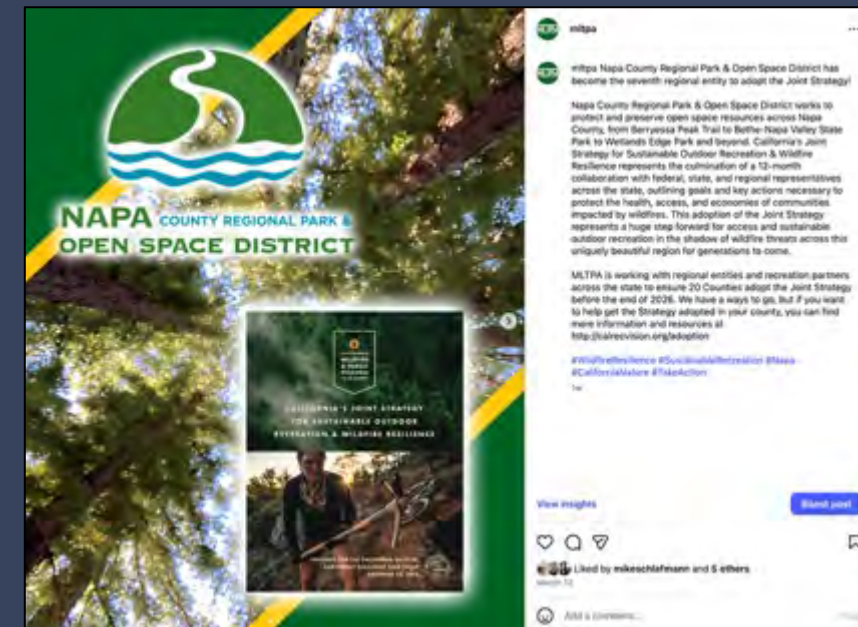 NAPA COUNTY REGIONAL PARK &
OPEN SPACE DISTRICT
CALIFORNIA'S JOINT STRATEGY
FOR SUSTAINABLE OUTDOOR
RECREATION & WILDFIRE RESILIENCE
mltpa
mltpa Napa County Regional Park & Open Space District has
become the seventh regional entity to adopt the Joint Strategy!
Napa County Regional Park & Open Space District works to
protect and preserve open space resources across Napa
County, from Berryessa Peak Trail to Bothe-Napa Valley State
Park to Wetlands Edge Park and beyond. California's Joint
Strategy for Sustainable Outdoor Recreation & Wildfire
Resilience represents the culmination of a 12-month
collaboration with federal, state, and regional representatives
across the state, outlining goals and key actions necessary to
protect the health, access, and economies of communities
impacted by wildfires. This adoption of the Joint Strategy
represents a huge step forward for access and sustainable
outdoor recreation in the shadow of wildfire threats across this
uniquely beautiful region for generations to come.
MLTPA is working with regional entities and recreation partners
across the state to ensure 20 Counties adopt the Joint Strategy
before the end of 2026. We have a ways to go, but if you want
to help get the Strategy adopted in your county, you can find
more information and resources at
http://calrecvision.org/adoption
#WildfireResilience #SustainableRecreation #Napa
#CaliforniaNature #TakeAction
View insights
Boost post
Liked by mikeschlafmann and 5 others
March 12
Add a comment...